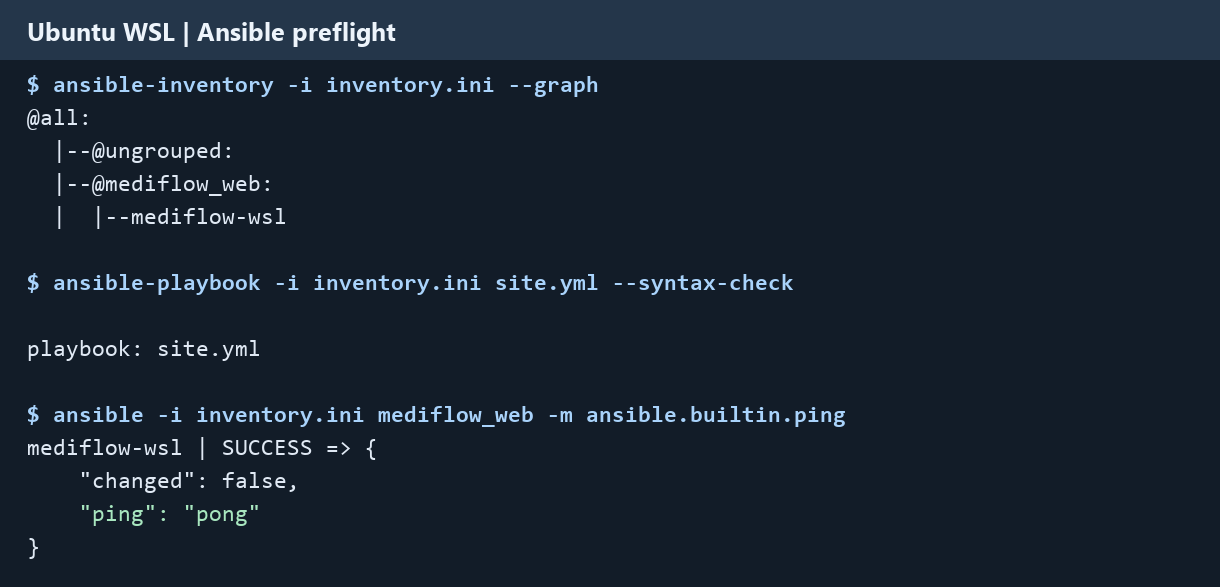 Ubuntu WSL | Ansible preflight
$ ansible-inventory -i inventory.ini --graph
@all:
  |--@ungrouped:
  |--@mediflow_web:
  |  |--mediflow-wsl
$ ansible-playbook -i inventory.ini site.yml --syntax-check
playbook: site.yml
$ ansible -i inventory.ini mediflow_web -m ansible.builtin.ping
mediflow-wsl | SUCCESS => {
    "changed": false,
    "ping": "pong"
}